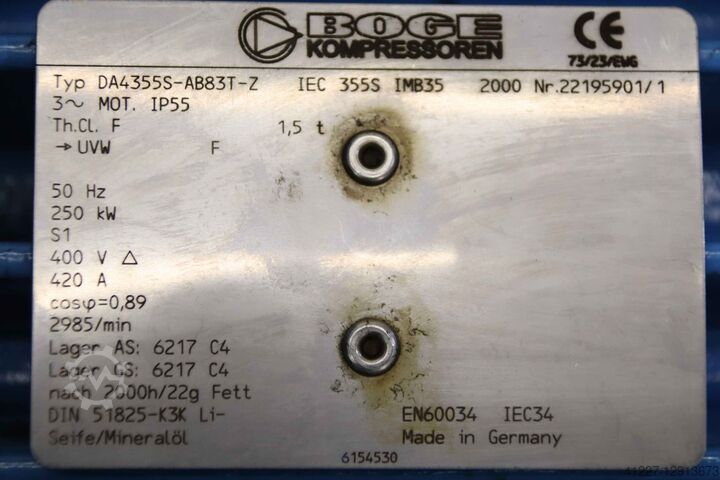 BOGE
KOMPRESSOREN
CE
73/23/EWG
Typ DA4355S-AB83T-Z IEC 355S IMB35 2000 Nr.22195901/1
3~ MOT. IP55
Th.Cl. F 1,5 t
→UVW F
50 Hz
250 kW
S1
400 V △
420 A
cosφ=0,89
2985/min
Lager AS: 6217 C4
Lager GS: 6217 C4
nach 2000h/22g Fett
DIN 51825-K3K Li- EN60034 IEC34
Seife/Mineralöl Made in Germany
6154530
41227-12913673